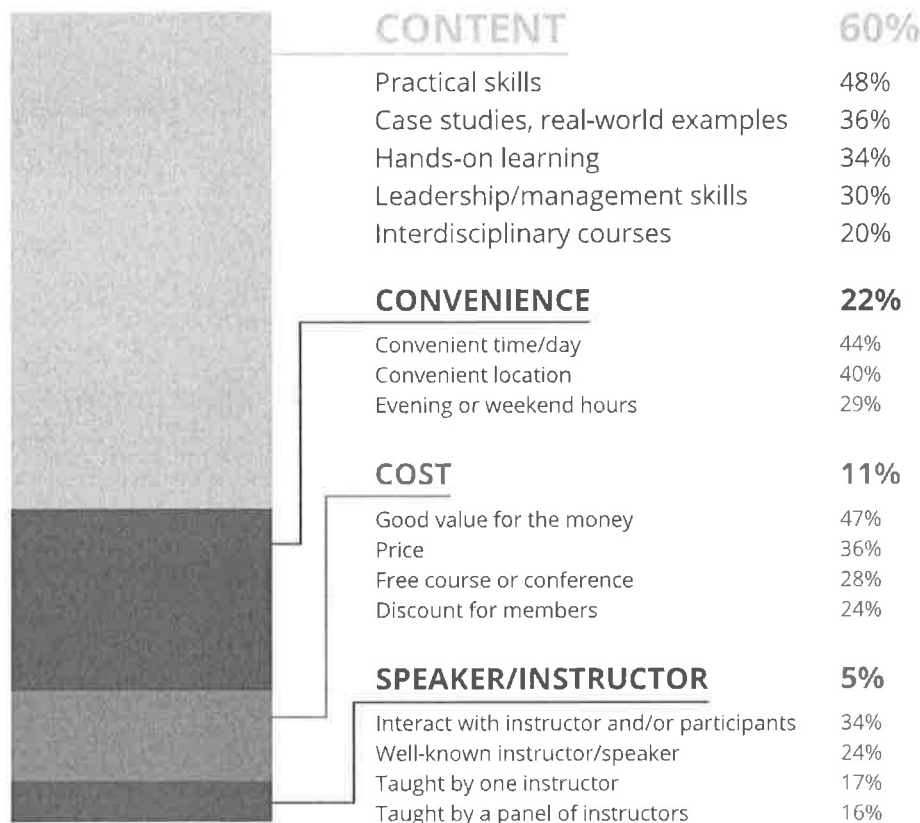 CONTENT 60%
Practical skills 48%
Case studies, real-world examples 36%
Hands-on learning 34%
Leadership/management skills 30%
Interdisciplinary courses 20%
CONVENIENCE 22%
Convenient time/day 44%
Convenient location 40%
Evening or weekend hours 29%
COST 11%
Good value for the money 47%
Price 36%
Free course or conference 28%
Discount for members 24%
SPEAKER/INSTRUCTOR 5%
Interact with instructor and/or participants 34%
Well-known instructor/speaker 24%
Taught by one instructor 17%
Taught by a panel of instructors 16%